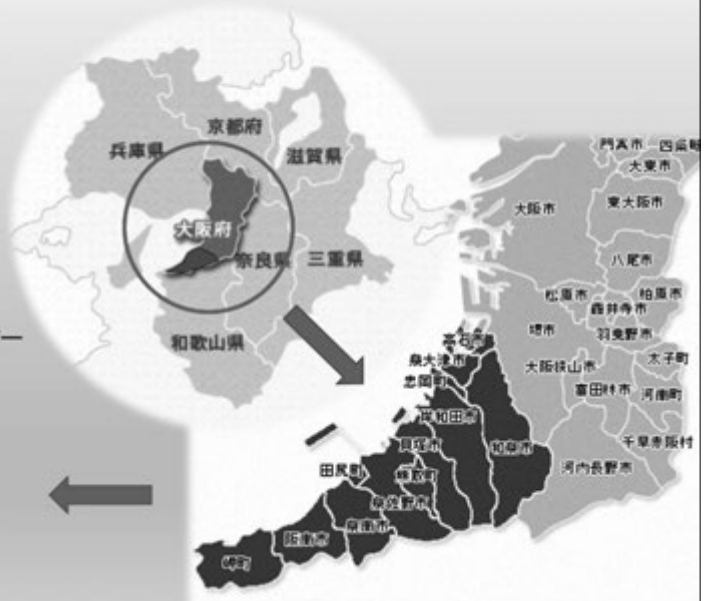 京都府
兵庫県
滋賀県
大阪府
奈良県
三重県
和歌山県
門真市
四条畷
大東市
大阪市
東大阪市
八尾市
松原市
柏原市
藤井寺市
堺市
羽曳野市
高石市
泉大津市
大阪狭山市
太子町
忠岡町
富田林市
河南町
岸和田市
貝塚市
和泉市
千早赤阪村
田尻町
熊取町
河内長野市
泉佐野市
泉南市
阪南市
岬町